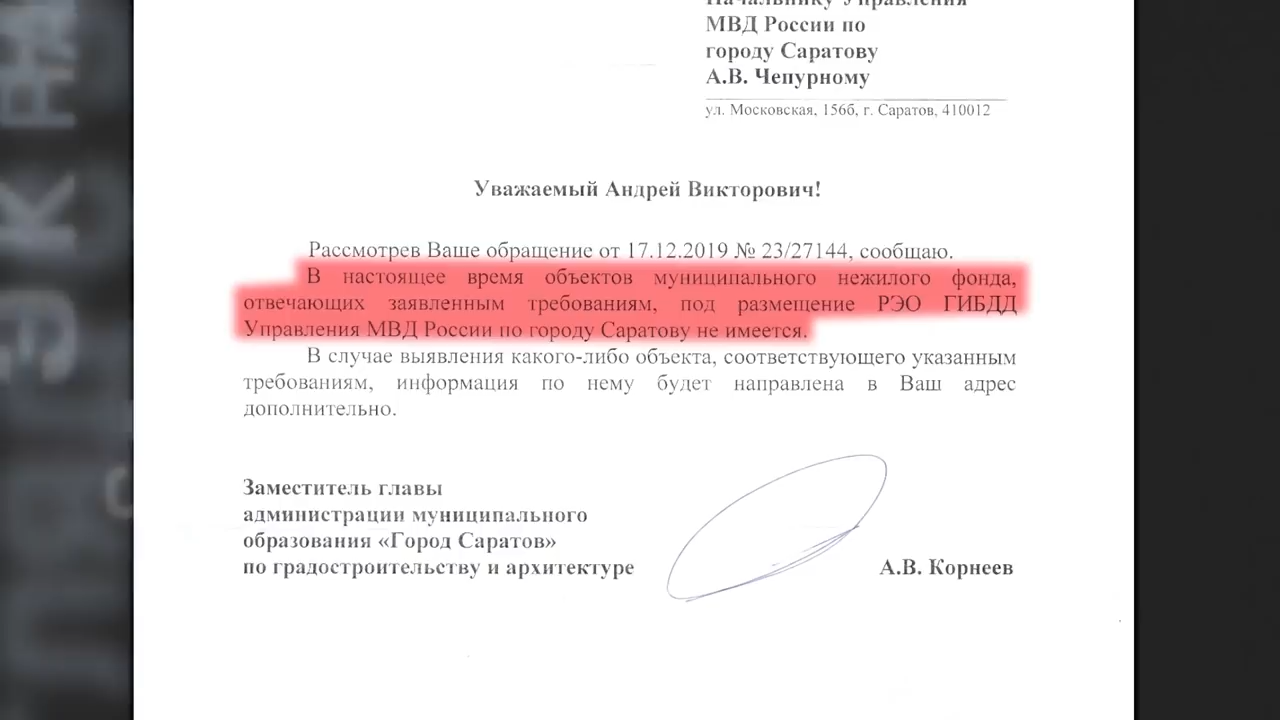 Начальнику Управления
МВД России по
городу Саратову
А.В. Чепурному
ул. Московская, 156б, г. Саратов, 410012
Уважаемый Андрей Викторович!
Рассмотрев Ваше обращение от 17.12.2019 № 23/27144, сообщаю.
В настоящее время объектов муниципального нежилого фонда,
отвечающих заявленным требованиям, под размещение РЭО ГИБДД
Управления МВД России по городу Саратову не имеется.
В случае выявления какого-либо объекта, соответствующего указанным
требованиям, информация по нему будет направлена в Ваш адрес
дополнительно.
Заместитель главы
администрации муниципального
образования «Город Саратов»
по градостроительству и архитектуре
А.В. Корнеев